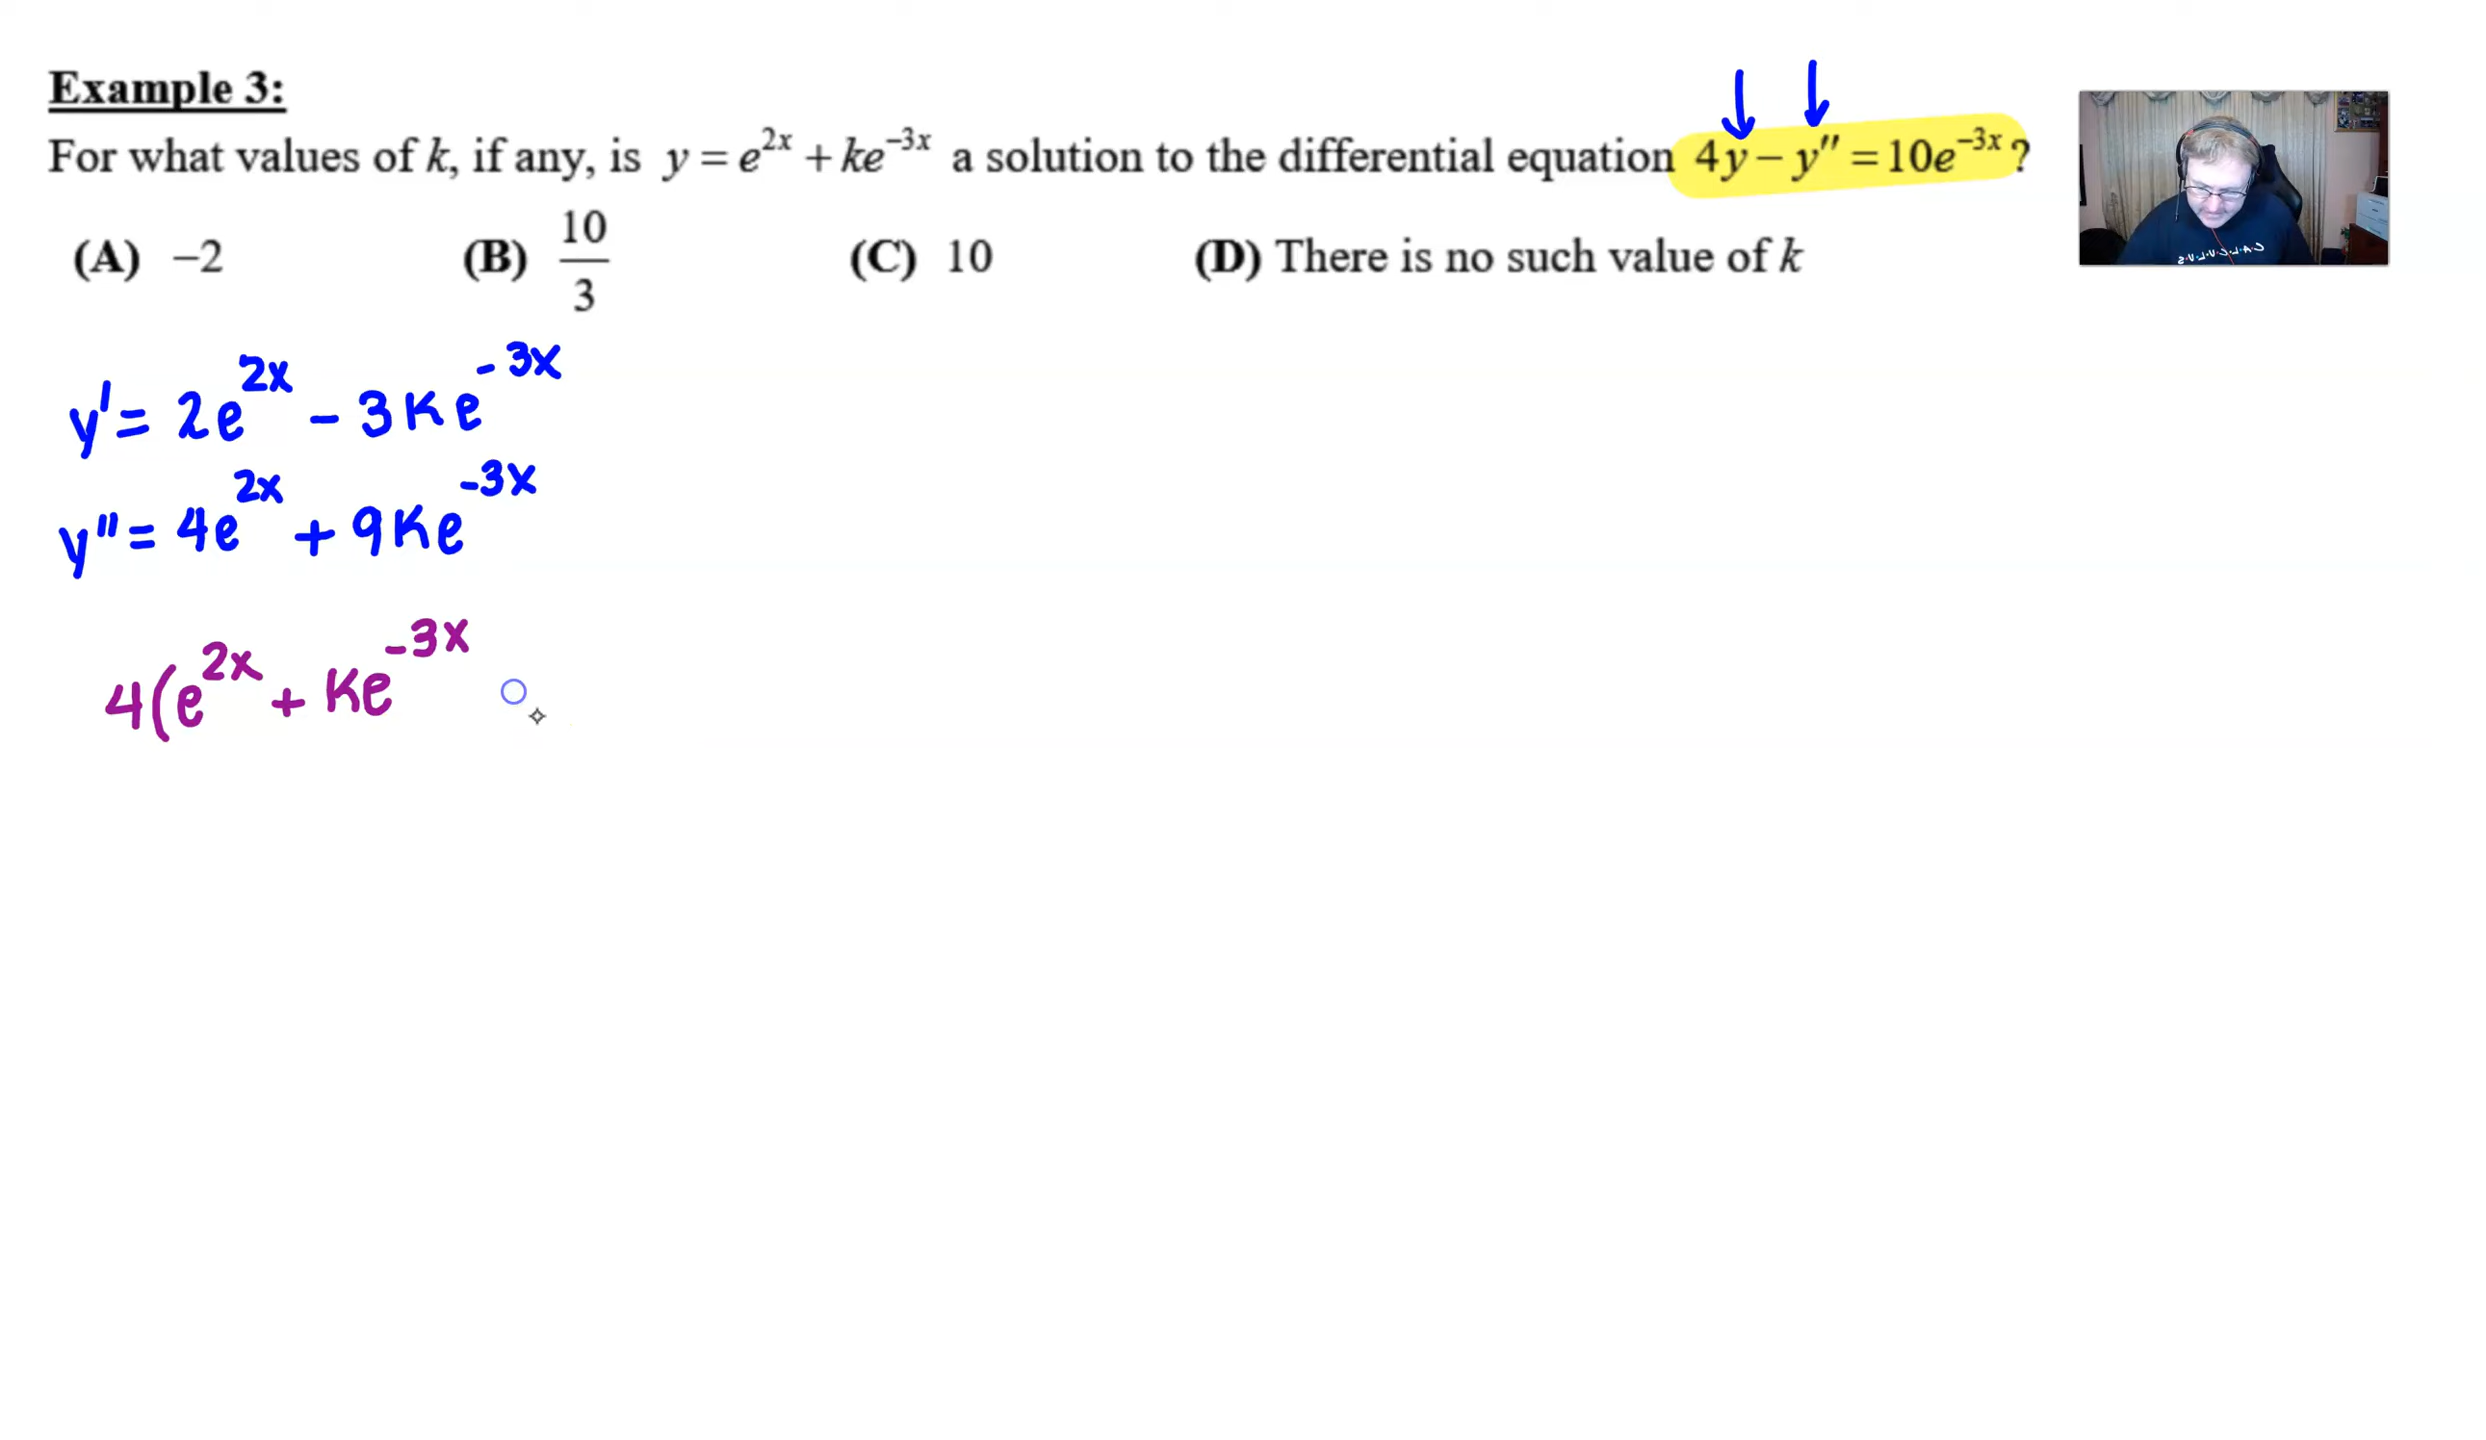 Example 3:
For what values of k, if any, is y = e^{2x} + ke^{-3x} a solution to the differential equation 4y − y″ = 10e^{-3x}?
(A) −2 (B) 10/3 (C) 10 (D) There is no such value of k
y' = 2e^{2x} - 3ke^{-3x}
y" = 4e^{2x} + 9ke^{-3x}
4(e^{2x} + ke^{-3x}
C·A·L·C·U·L·U·S